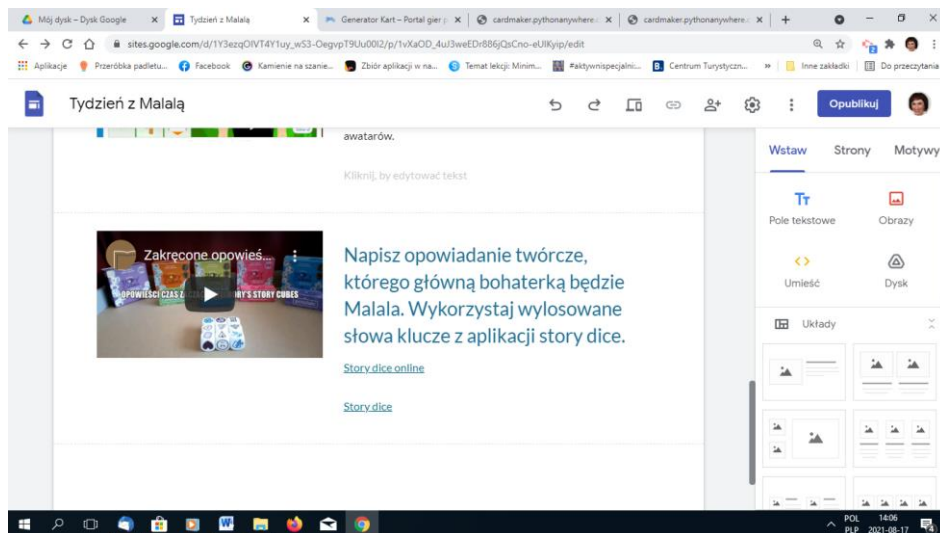 Mój dysk – Dysk Google
Tydzień z Malalą
Generator Kart – Portal gier
cardmaker.pythonanywhere.
cardmaker.pythonanywhere.
sites.google.com/d/
/edit
Aplikacje
Przeróbka padletu...
Facebook
Kamienie na szanie...
Zbiór aplikacji w na...
Temat lekcji: Minim...
#aktywnispecjalni:...
Centrum Turystyczn...
»
Inne zakładki
Do przeczytania
Tydzień z Malalą
Opublikuj
awatarów.
Kliknij, by edytować tekst
Zakręcone opowieś...
STORY CUBES
Napisz opowiadanie twórcze,
którego główną bohaterką będzie
Malala. Wykorzystaj wylosowane
słowa klucze z aplikacji story dice.
Story dice online
Story dice
Wstaw
Strony
Motywy
Pole tekstowe
Obrazy
Umieść
Dysk
Układy
POL
PLP
14:06
2021-08-17